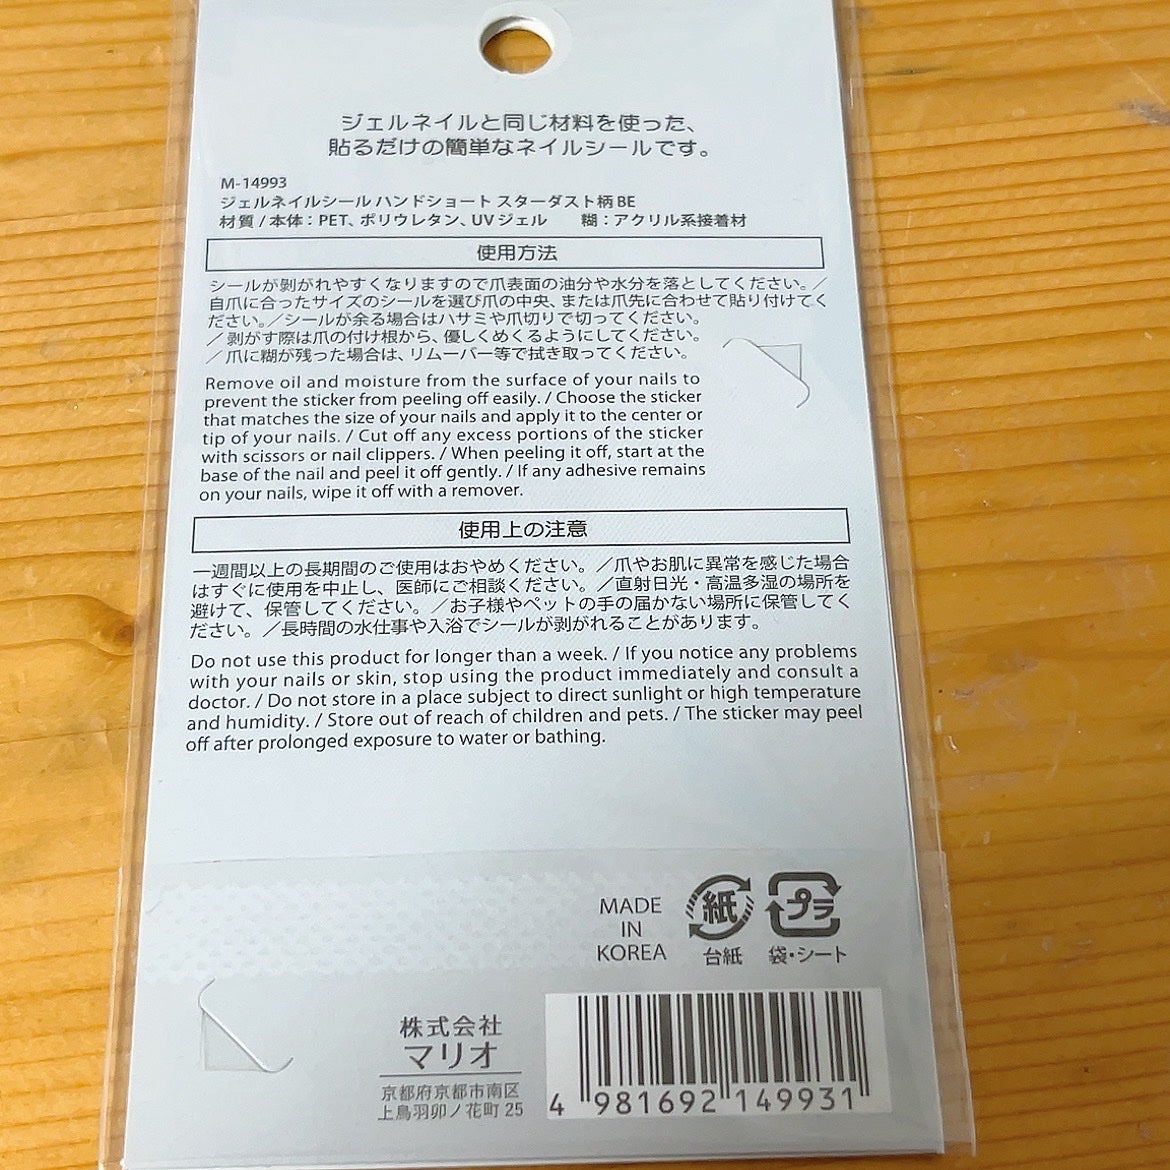 ジェルネイルと同じ材料を使った、
貼るだけの簡単なネイルシールです。
M-14993
ジェルネイルシール ハンドショート スターダスト柄 BE
材質 / 本体：PET、ポリウレタン、UV ジェル　糊：アクリル系接着材
使用方法
シールが剝がれやすくなりますので爪表面の油分や水分を落としてください。／
自爪に合ったサイズのシールを選び爪の中央、または爪先に合わせて貼り付けてく
ださい。／シールが余る場合はハサミや爪切りで切ってください。
／剝がす際は爪の付け根から、優しくめくるようにしてください。
／爪に糊が残った場合は、リムーバー等で拭き取ってください。
Remove oil and moisture from the surface of your nails to
prevent the sticker from peeling off easily. / Choose the sticker
that matches the size of your nails and apply it to the center or
tip of your nails. / Cut off any excess portions of the sticker
with scissors or nail clippers. / When peeling it off, start at the
base of the nail and peel it off gently. / If any adhesive remains
on your nails, wipe it off with a remover.
使用上の注意
一週間以上の長期間のご使用はおやめください。／爪やお肌に異常を感じた場合
はすぐに使用を中止し、医師にご相談ください。／直射日光・高温多湿の場所を
避けて、保管してください。／お子様やペットの手の届かない場所に保管してく
ださい。／長時間の水仕事や入浴でシールが剝がれることがあります。
Do not use this product for longer than a week. / If you notice any problems
with your nails or skin, stop using the product immediately and consult a
doctor. / Do not store in a place subject to direct sunlight or high temperature
and humidity. / Store out of reach of children and pets. / The sticker may peel
off after prolonged exposure to water or bathing.
MADE
IN
KOREA
紙
台紙
プラ
袋・シート
株式会社
マリオ
京都府京都市南区
上鳥羽卯ノ花町 25
4 981692 149931